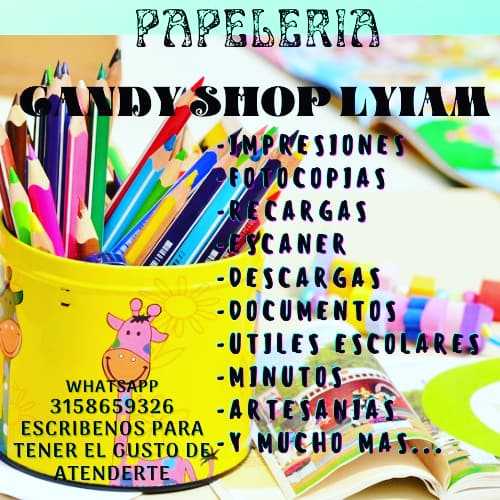 PAPELERIA
CANDY SHOP LYIAM
-IMPRESIONES
-FOTOCOPIAS
-RECARGAS
-ESCANER
-DESCARGAS
-DOCUMENTOS
-UTILES ESCOLARES
-MINUTOS
-ARTESANIAS
-Y MUCHO MAS...
WHATSAPP
3158659326
ESCRIBENOS PARA
TENER EL GUSTO DE
ATENDERTE